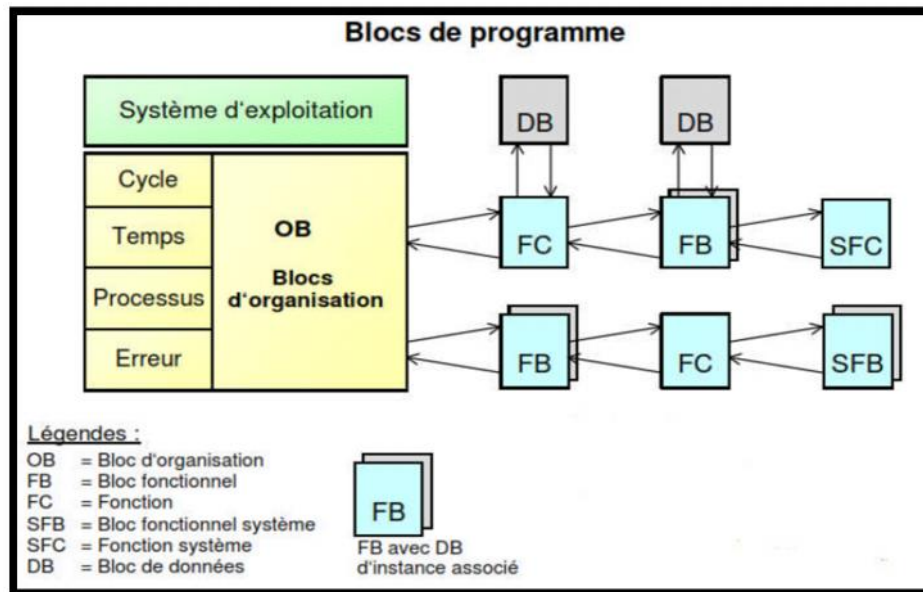 Blocs de programme
Système d'exploitation
DB
DB
Cycle
Temps
Processus
Erreur
OB
Blocs
d'organisation
FC
FB
SFC
FB
FC
SFB
Légendes :
OB = Bloc d'organisation
FB = Bloc fonctionnel
FC = Fonction
SFB = Bloc fonctionnel système
SFC = Fonction système
DB = Bloc de données
FB
FB avec DB
d'instance associé